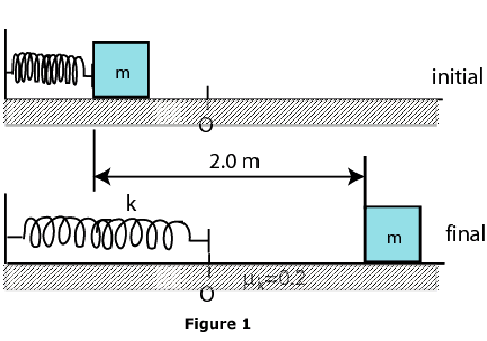 m
initial
O
2.0 m
k
m
final
μₖ=0.2
O
Figure 1